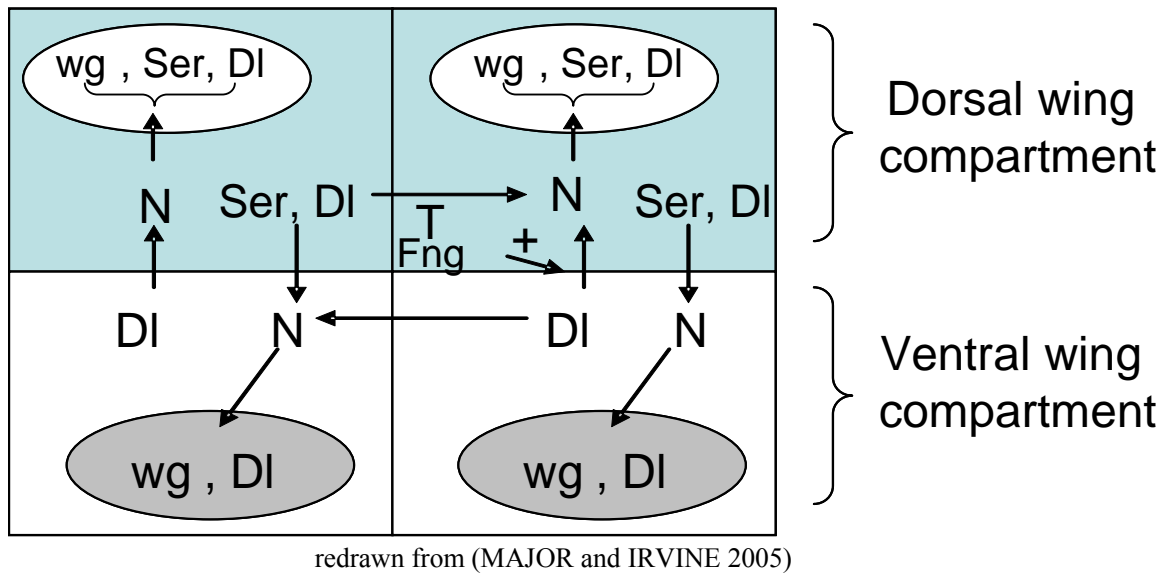 wg , Ser, Dl
wg , Ser, Dl
Dorsal wing
compartment
N
Ser, Dl
N
Ser, Dl
Fng
+
Dl
N
Dl
N
Ventral wing
compartment
wg , Dl
wg , Dl
redrawn from (MAJOR and IRVINE 2005)